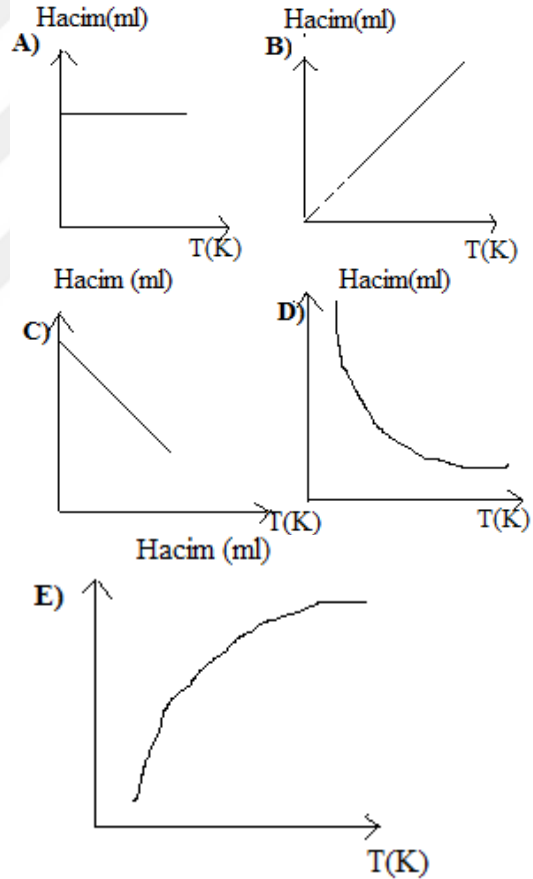 Hacim(ml)
A)
T(K)
Hacim(ml)
B)
T(K)
Hacim (ml)
C)
T(K)
Hacim(ml)
D)
T(K)
Hacim (ml)
E)
T(K)